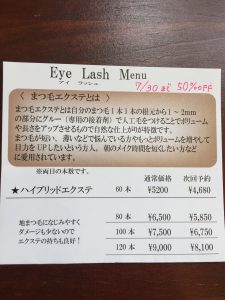 Eye Lash Menu
アイ ラッシュ
7/30まで 50%OFF
〈 まつ毛エクステとは 〉
まつ毛エクステとは自分のまつ毛1本1本の根元から1～2mm
の部分にグルー(専用の接着剤)で人工毛をつけることでボリューム
や長さをアップさせるもので自然な仕上がりが特徴です。
まつ毛が短い、薄いなどで悩んでいる方やもっとボリュームを増やして
目力をUPしたいという方人、朝のメイク時間を短したい方など
に愛用されています。
※両目の本数です。
通常価格 次回予約
★ハイブリッドエクステ 60本 ¥5200 ¥4,680
80本 ¥6,500 ¥5,850
地まつ毛になじみやすく
ダメージも少ないので 100本 ¥7,500 ¥6,750
エクステの持ちも良好！
120本 ¥9,000 ¥8,100